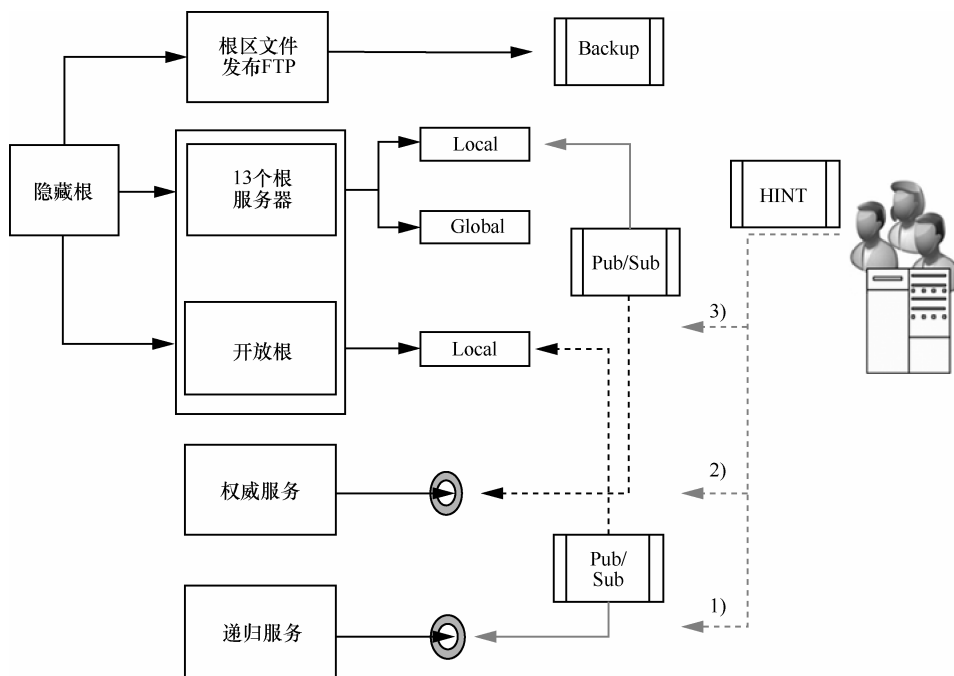 根区文件
发布FTP
Backup
13个根
服务器
Local
隐藏根
HINT
Global
Pub/Sub
3)
开放根
Local
权威服务
2)
Pub/
Sub
1)
递归服务